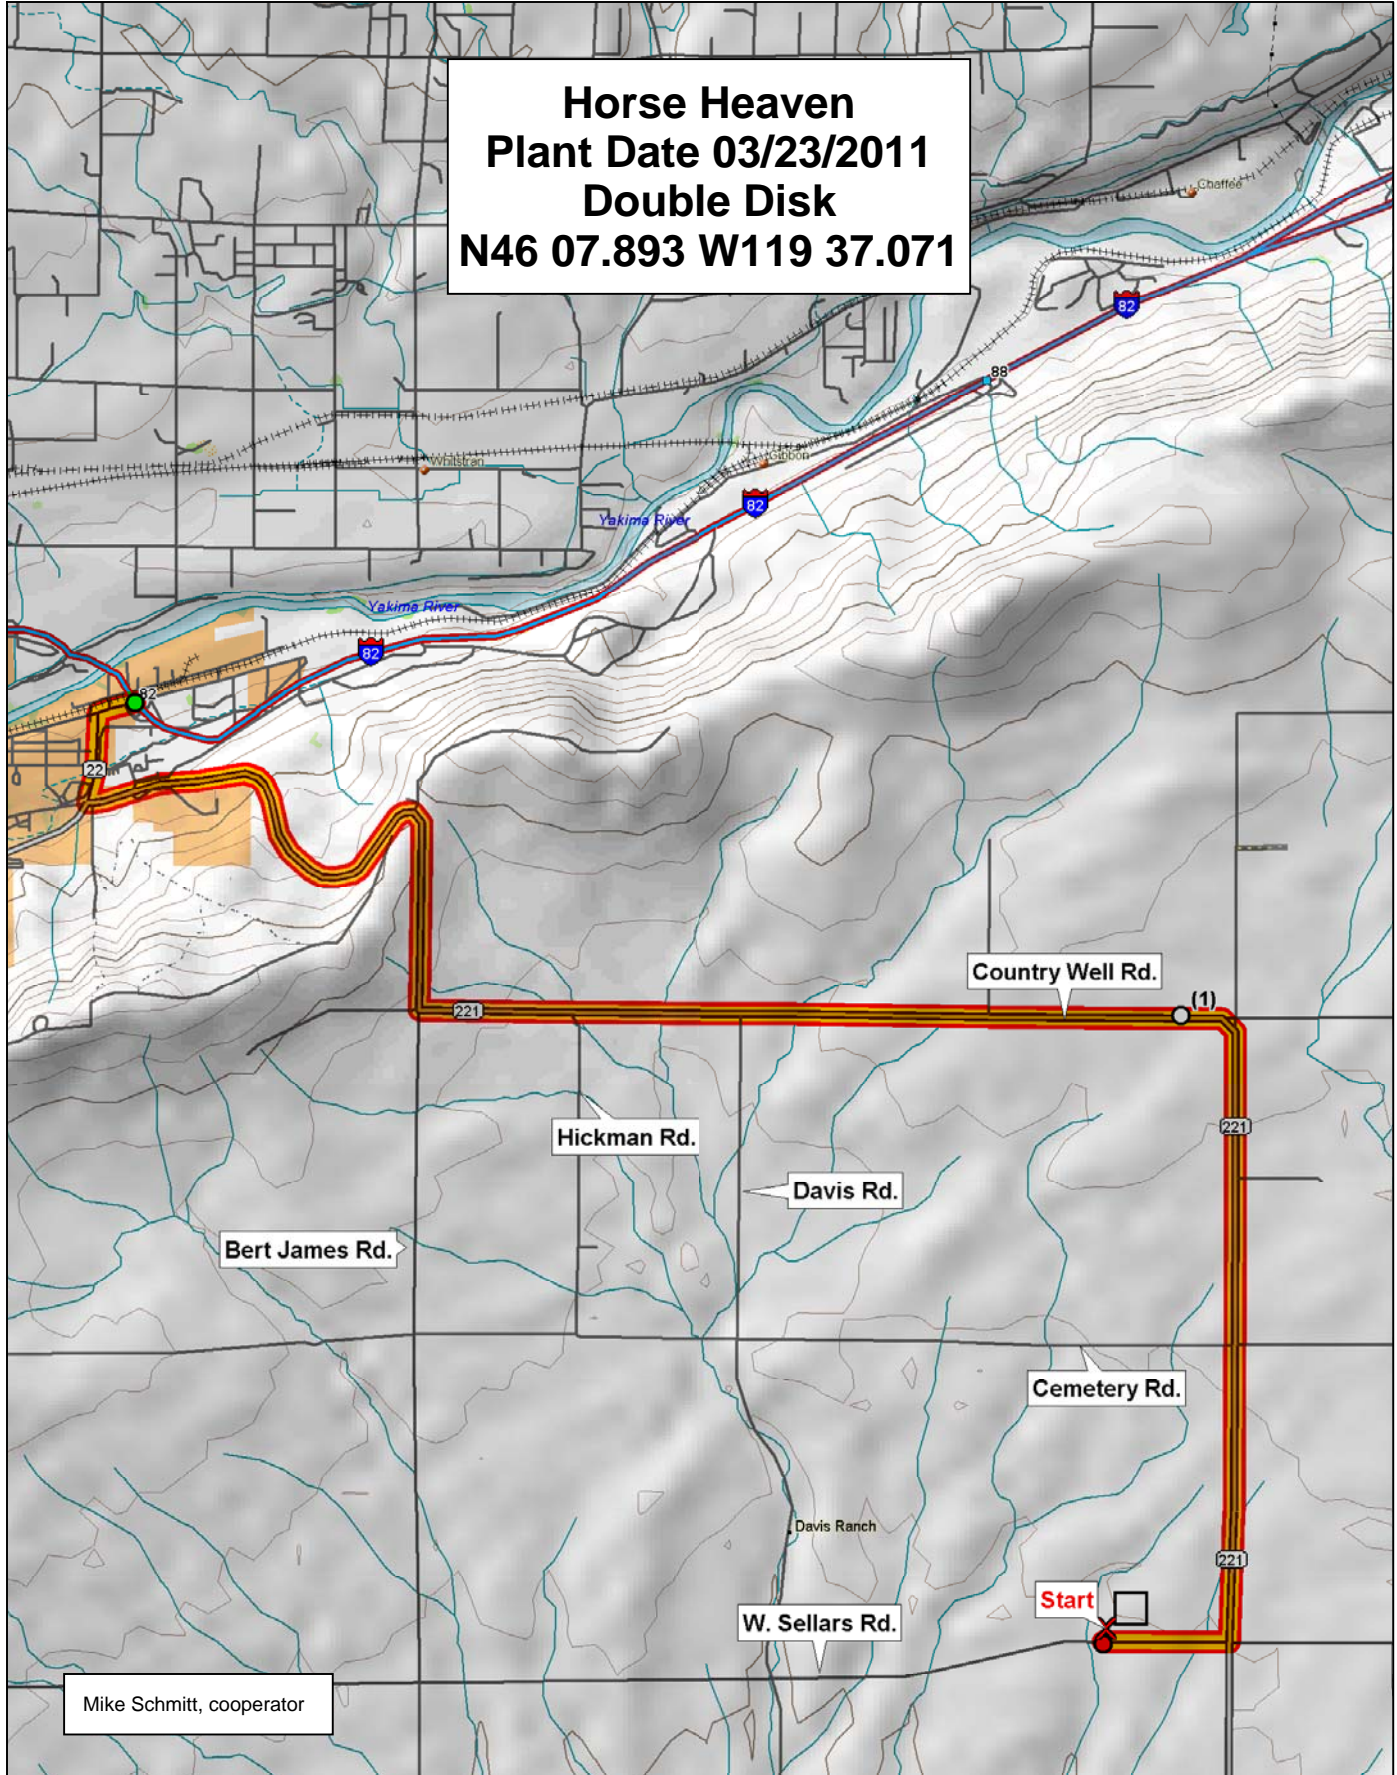 Horse Heaven
Plant Date 03/23/2011
Double Disk
N46 07.893 W119 37.071
Chaffee
82
88
Whitstran
Gibbon
82
Yakima River
Yakima River
82
82
22
Country Well Rd.
(1)
221
221
Hickman Rd.
Davis Rd.
Bert James Rd.
Cemetery Rd.
Davis Ranch
221
Start
W. Sellars Rd.
Mike Schmitt, cooperator